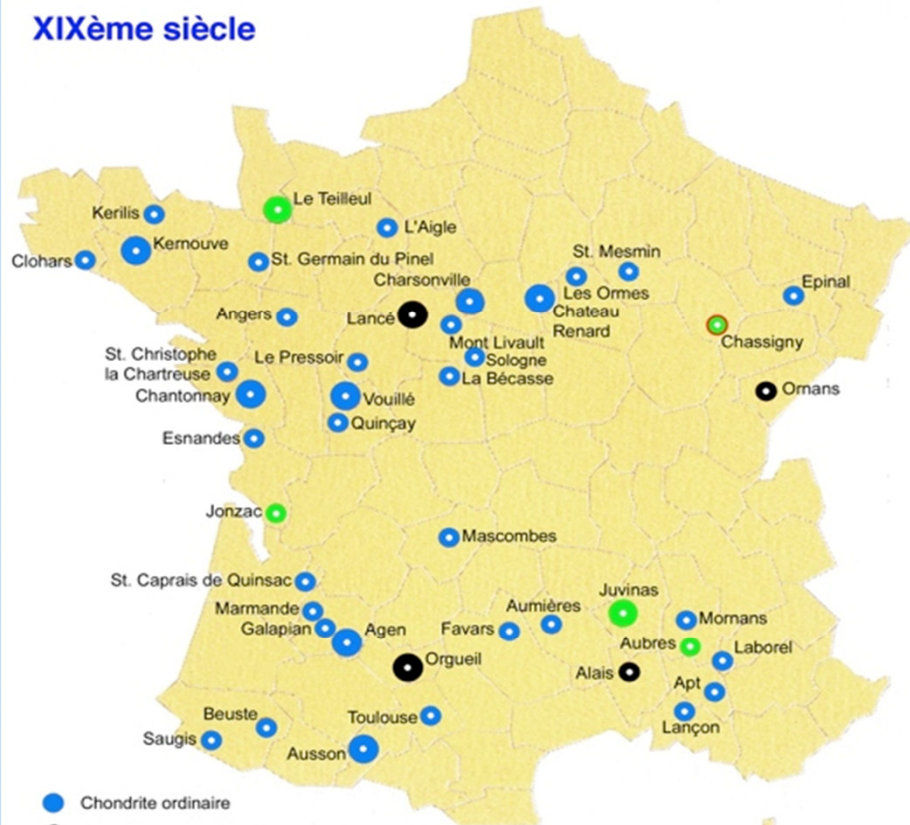 XIXème siècle
Le Teilleul
Kerilis
L'Aigle
Kernouve
Clohars
St. Germain du Pinel
St. Mesmin
Charsonville
Epinal
Les Ormes
Angers
Lancé
Chateau
Renard
Chassigny
Mont Livault
St. Christophe
la Chartreuse
Le Pressoir
Sologne
La Bécasse
Ornans
Chantonnay
Vouillé
Quinçay
Esnandes
Jonzac
Mascombes
St. Caprais de Quinsac
Juvinas
Marmande
Aumières
Mornans
Galapian
Agen
Favars
Aubres
Laborel
Orgueil
Alais
Apt
Beuste
Toulouse
Lançon
Saugis
Ausson
Chondrite ordinaire